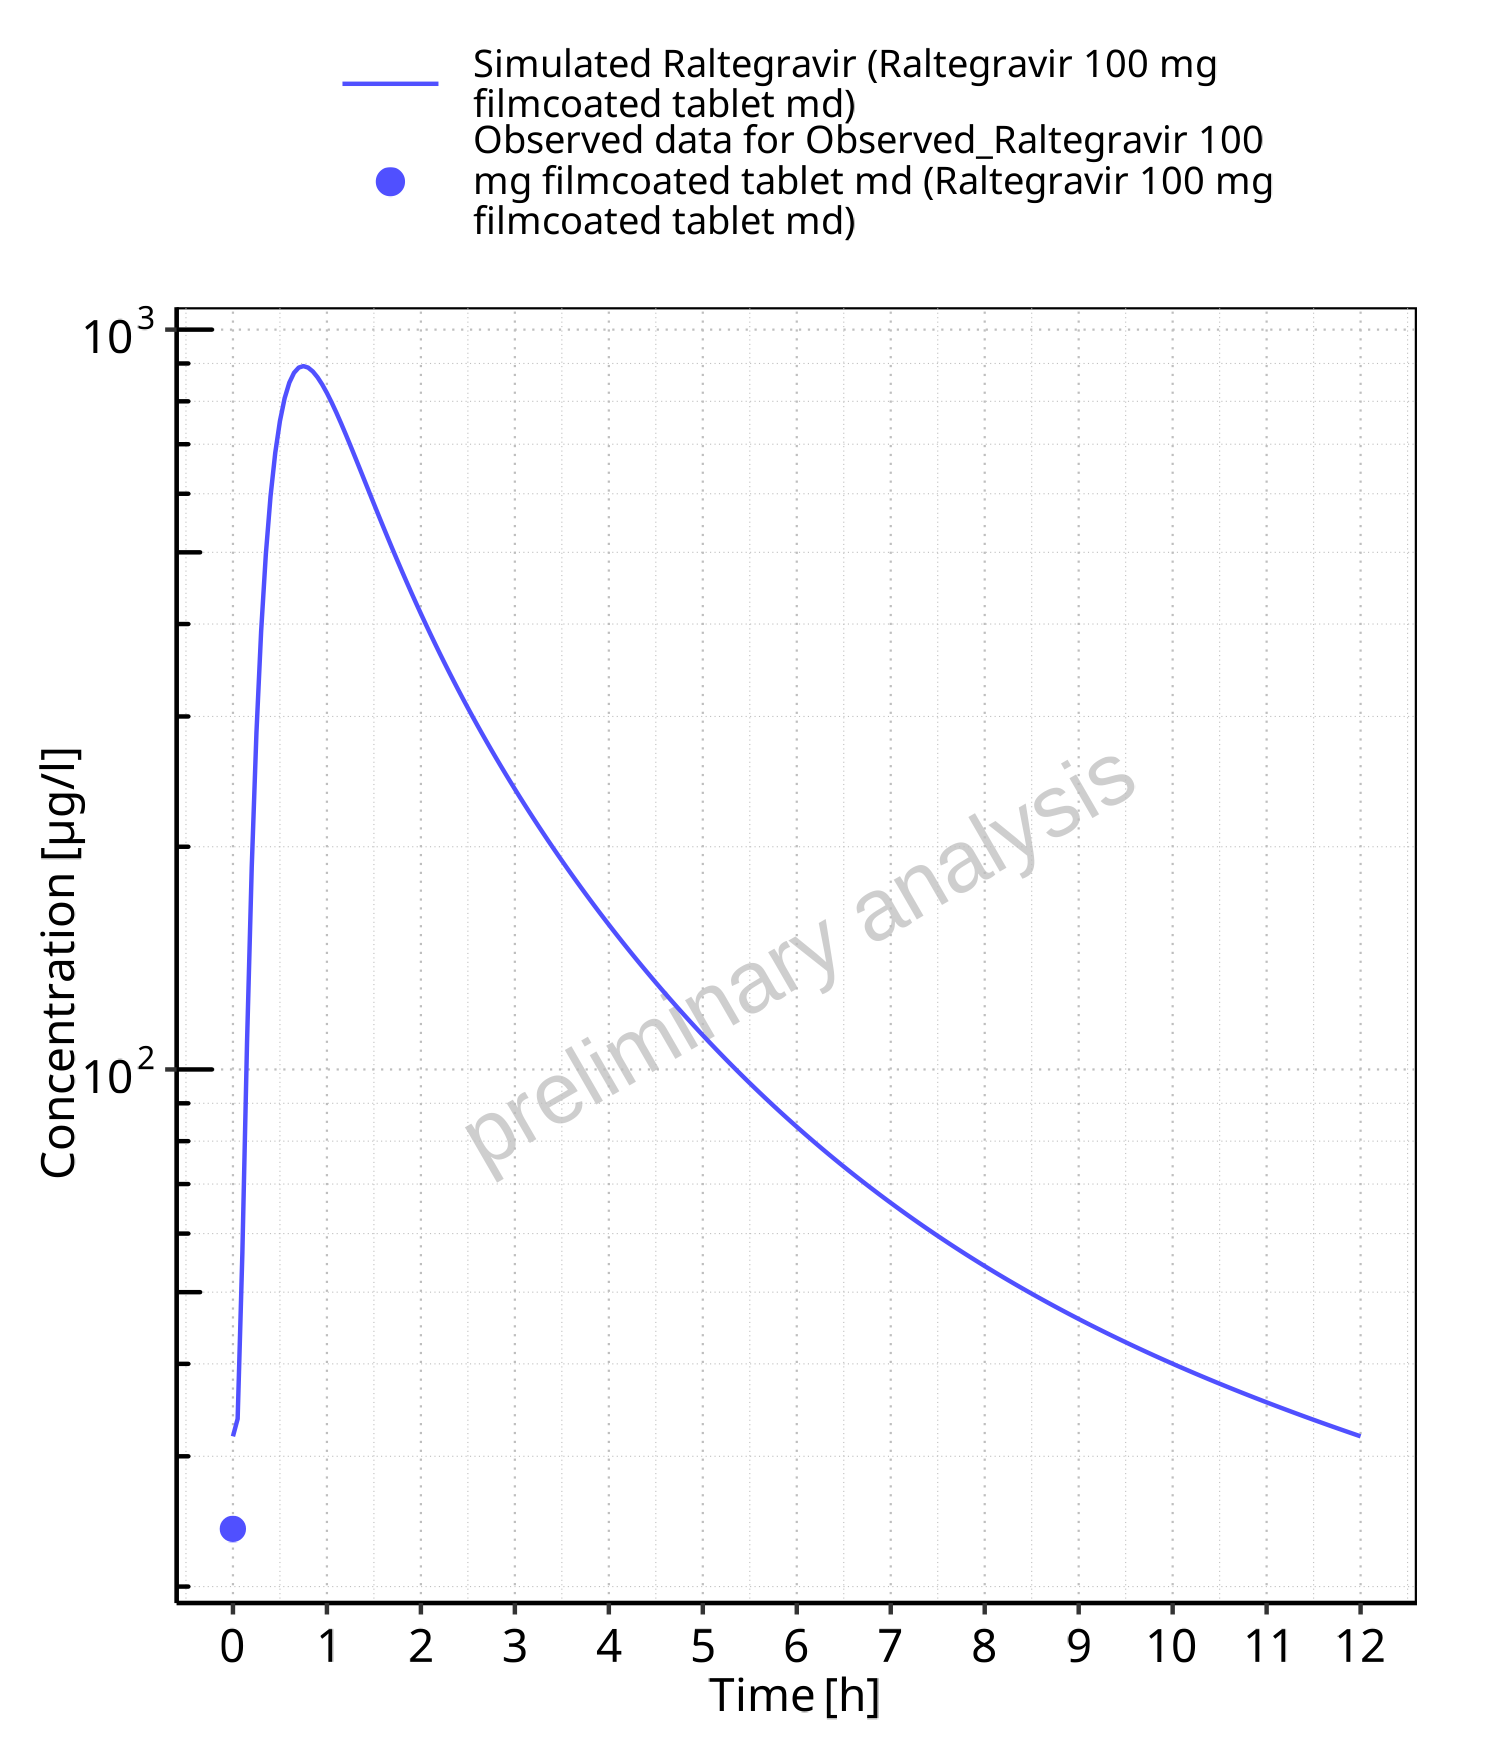 Simulated Raltegravir (Raltegravir 100 mg
filmcoated tablet md)
Observed data for Observed_Raltegravir 100
mg filmcoated tablet md (Raltegravir 100 mg
filmcoated tablet md)
10³
10²
Concentration [µg/l]
preliminary analysis
0 1 2 3 4 5 6 7 8 9 10 11 12
Time [h]